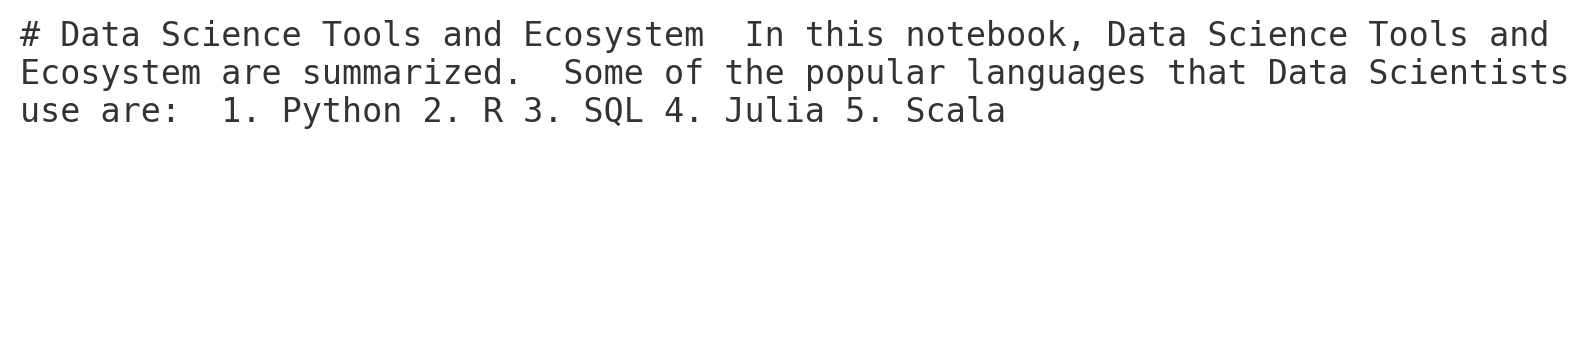 # Data Science Tools and Ecosystem  In this notebook, Data Science Tools and
Ecosystem are summarized.  Some of the popular languages that Data Scientists
use are:  1. Python 2. R 3. SQL 4. Julia 5. Scala